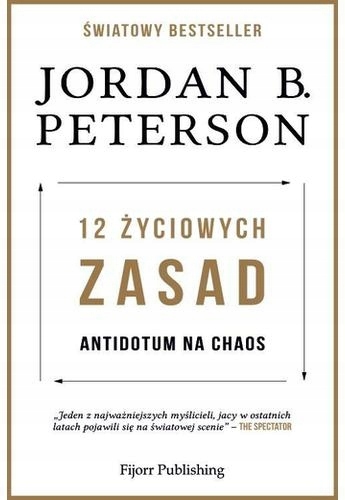 ŚWIATOWY BESTSELLER
JORDAN B.
PETERSON
12 ŻYCIOWYCH
ZASAD
ANTIDOTUM NA CHAOS
„Jeden z najważniejszych myślicieli, jacy w ostatnich
latach pojawili się na światowej scenie” – THE SPECTATOR
Fijorr Publishing